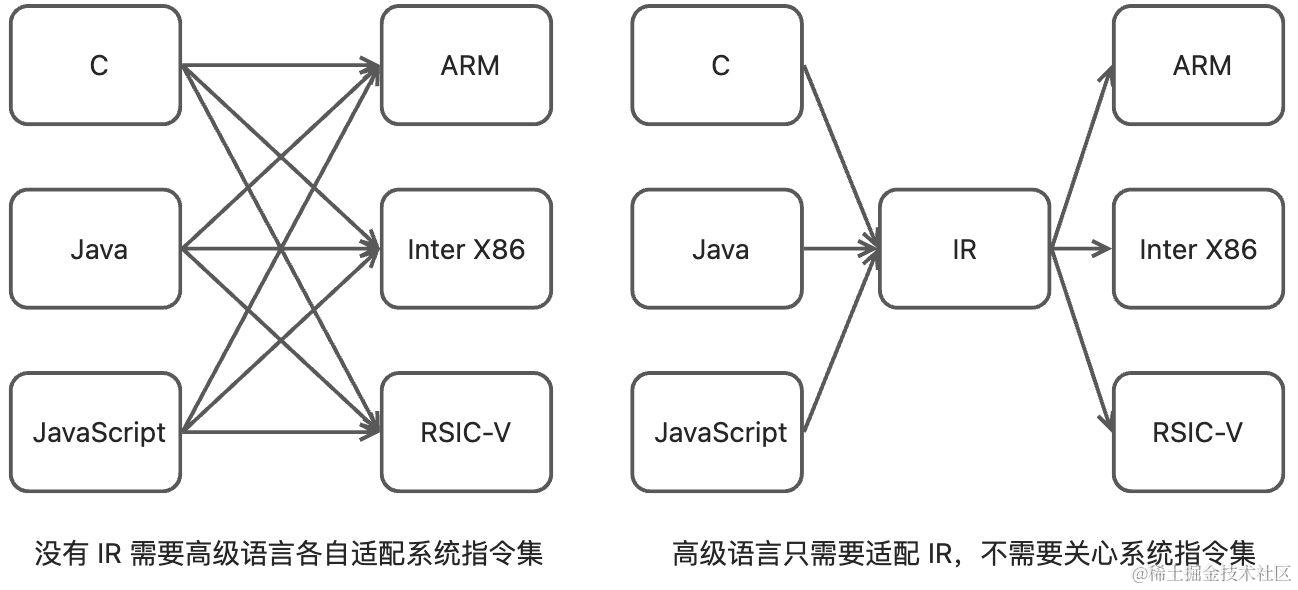 C
ARM
Java
Inter X86
JavaScript
RSIC-V
没有 IR 需要高级语言各自适配系统指令集
C
ARM
Java
IR
Inter X86
JavaScript
RSIC-V
高级语言只需要适配 IR，不需要关心系统指令集
@稀土掘金技术社区